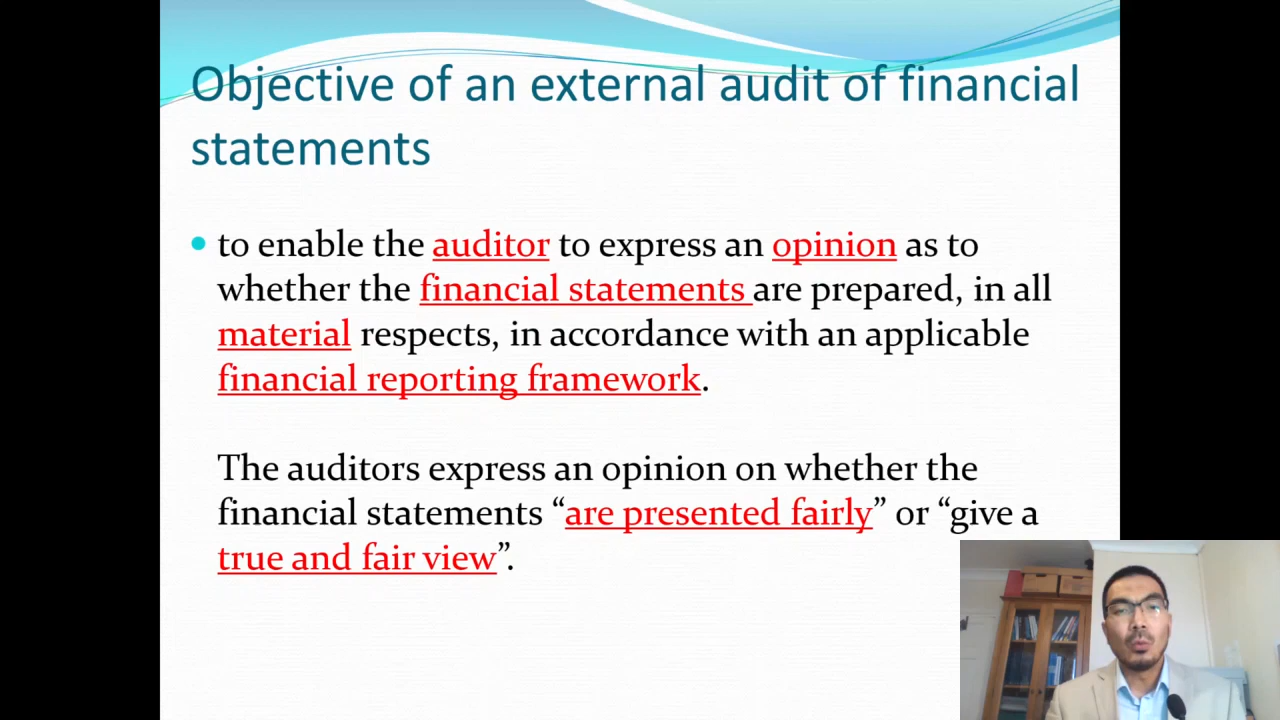 Objective of an external audit of financial
statements
• to enable the auditor to express an opinion as to
whether the financial statements are prepared, in all
material respects, in accordance with an applicable
financial reporting framework.
The auditors express an opinion on whether the
financial statements “are presented fairly” or “give a
true and fair view”.